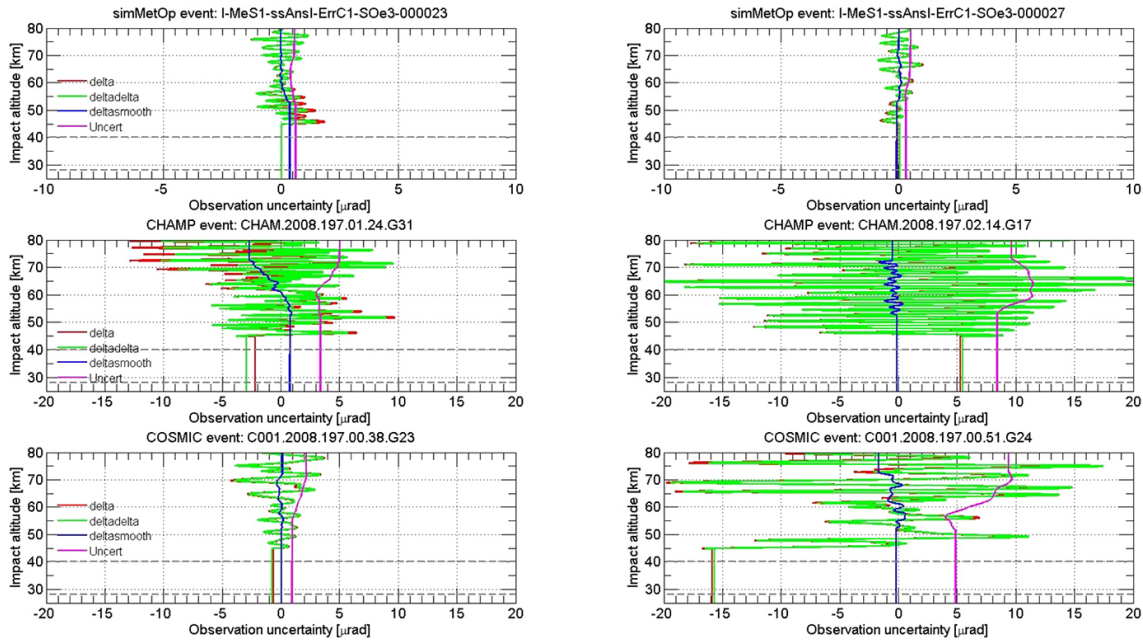 simMetOp event: I-MeS1-ssAnsI-ErrC1-SOe3-000023
80
70
60
50
40
30
Impact altitude [km]
delta
deltadelta
deltasmooth
Uncert
-10 -5 0 5 10
Observation uncertainty [μrad]
simMetOp event: I-MeS1-ssAnsI-ErrC1-SOe3-000027
80
70
60
50
40
30
Impact altitude [km]
-10 -5 0 5 10
Observation uncertainty [μrad]
CHAMP event: CHAM.2008.197.01.24.G31
80
70
60
50
40
30
Impact altitude [km]
delta
deltadelta
deltasmooth
Uncert
-20 -15 -10 -5 0 5 10 15 20
Observation uncertainty [μrad]
CHAMP event: CHAM.2008.197.02.14.G17
80
70
60
50
40
30
Impact altitude [km]
-20 -15 -10 -5 0 5 10 15 20
Observation uncertainty [μrad]
COSMIC event: C001.2008.197.00.38.G23
80
70
60
50
40
30
Impact altitude [km]
delta
deltadelta
deltasmooth
Uncert
-20 -15 -10 -5 0 5 10 15 20
Observation uncertainty [μrad]
COSMIC event: C001.2008.197.00.51.G24
80
70
60
50
40
30
Impact altitude [km]
-20 -15 -10 -5 0 5 10 15 20
Observation uncertainty [μrad]